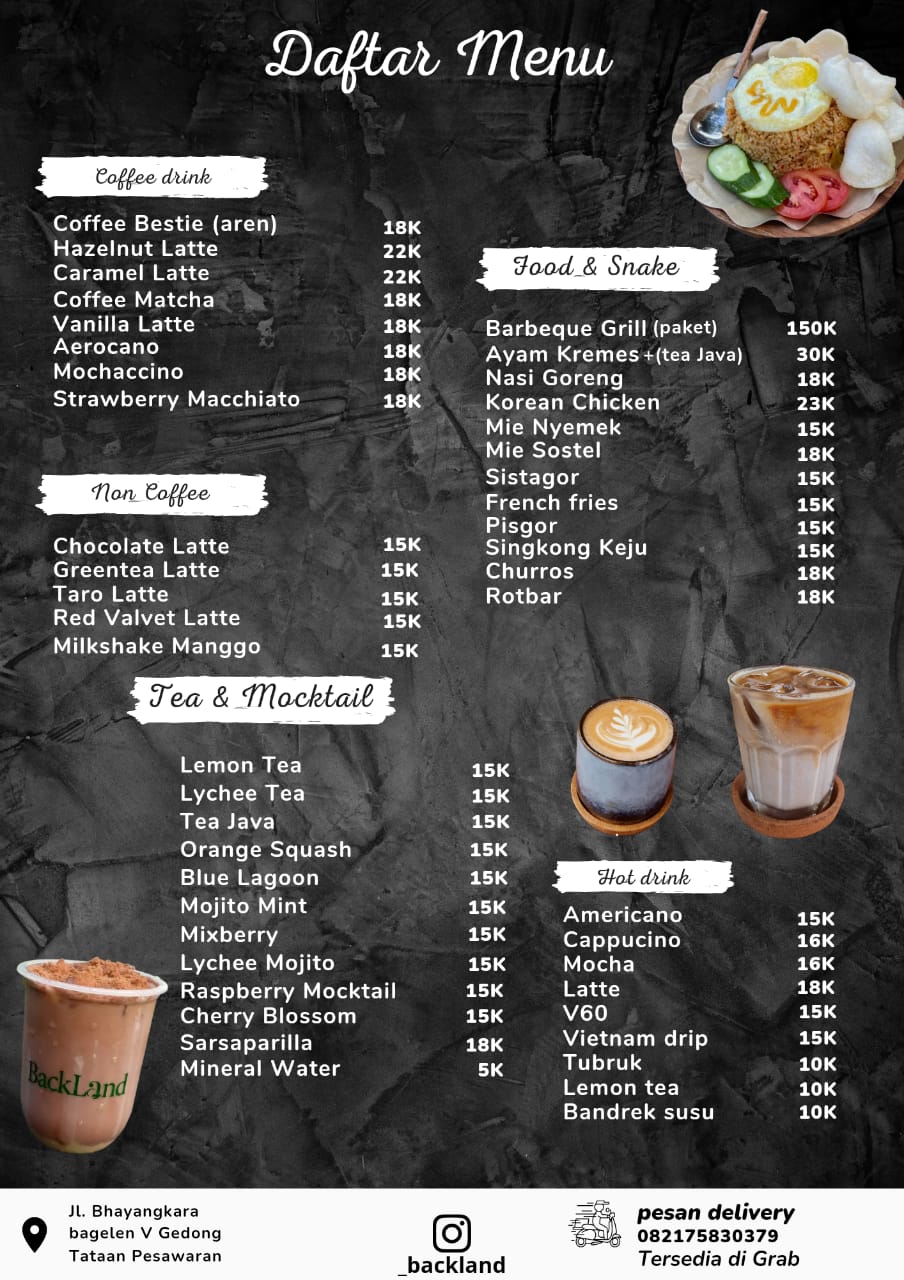 Daftar Menu
Coffee drink
Coffee Bestie (aren) 18K
Hazelnut Latte 22K
Caramel Latte 22K
Coffee Matcha 18K
Vanilla Latte 18K
Aerocano 18K
Mochaccino 18K
Strawberry Macchiato 18K
Non Coffee
Chocolate Latte 15K
Greentea Latte 15K
Taro Latte 15K
Red Valvet Latte 15K
Milkshake Manggo 15K
Food & Snake
Barbeque Grill (paket) 150K
Ayam Kremes +(tea Java) 30K
Nasi Goreng 18K
Korean Chicken 23K
Mie Nyemek 15K
Mie Sostel 18K
Sistagor 15K
French fries 15K
Pisgor 15K
Singkong Keju 15K
Churros 18K
Rotbar 18K
Tea & Mocktail
Lemon Tea 15K
Lychee Tea 15K
Tea Java 15K
Orange Squash 15K
Blue Lagoon 15K
Mojito Mint 15K
Mixberry 15K
Lychee Mojito 15K
Raspberry Mocktail 15K
Cherry Blossom 15K
Sarsaparilla 18K
Mineral Water 5K
Hot drink
Americano 15K
Cappucino 16K
Mocha 16K
Latte 18K
V60 15K
Vietnam drip 15K
Tubruk 10K
Lemon tea 10K
Bandrek susu 10K
BackLand
Jl. Bhayangkara
bagelen V Gedong
Tataan Pesawaran
_backland
pesan delivery
082175830379
Tersedia di Grab